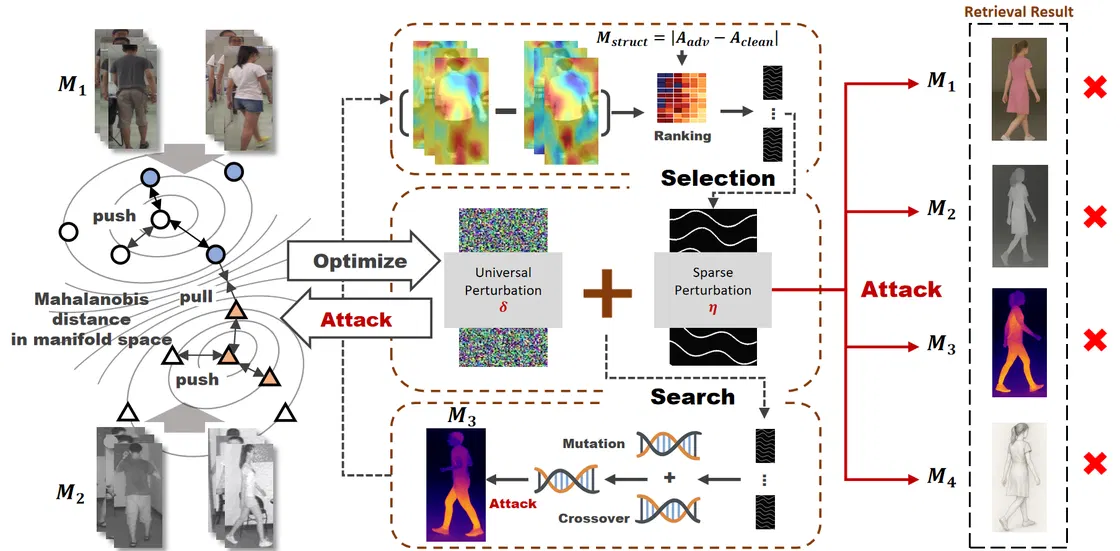 M₁
push
pull
Mahalanobis
distance
in manifold space
push
M₂
Optimize
Attack
M_struct = |A_adv − A_clean|
Ranking
Selection
Universal
Perturbation
δ
Sparse
Perturbation
η
Search
M₃
Mutation
+
Crossover
Attack
Attack
Retrieval Result
M₁
M₂
M₃
M₄